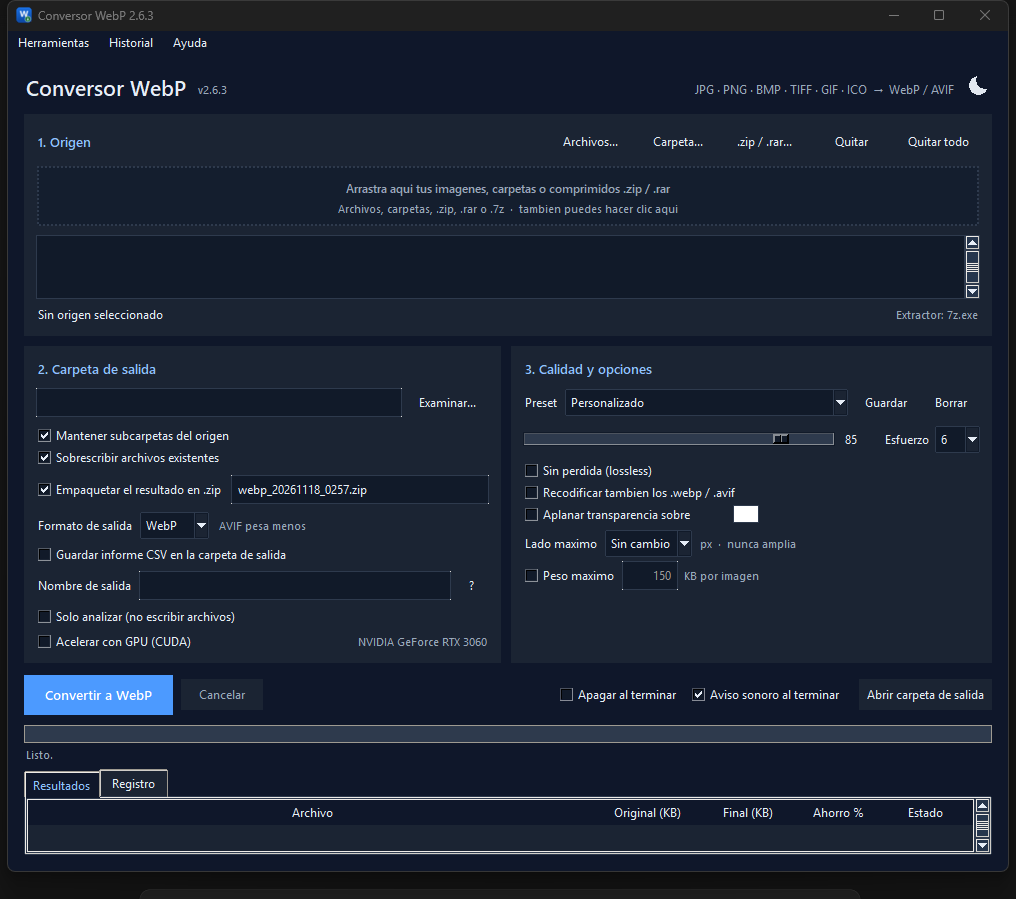 Conversor WebP 2.6.3
Herramientas Historial Ayuda
Conversor WebP v2.6.3 JPG · PNG · BMP · TIFF · GIF · ICO → WebP / AVIF
1. Origen Archivos... Carpeta... .zip / .rar... Quitar Quitar todo
Arrastra aqui tus imagenes, carpetas o comprimidos .zip / .rar
Archivos, carpetas, .zip, .rar o .7z · tambien puedes hacer clic aqui
Sin origen seleccionado Extractor: 7z.exe
2. Carpeta de salida
Examinar...
Mantener subcarpetas del origen
Sobrescribir archivos existentes
Empaquetar el resultado en .zip webp_20261118_0257.zip
Formato de salida WebP AVIF pesa menos
Guardar informe CSV en la carpeta de salida
Nombre de salida ?
Solo analizar (no escribir archivos)
Acelerar con GPU (CUDA) NVIDIA GeForce RTX 3060
3. Calidad y opciones
Preset Personalizado Guardar Borrar
85 Esfuerzo 6
Sin perdida (lossless)
Recodificar tambien los .webp / .avif
Aplanar transparencia sobre
Lado maximo Sin cambio px · nunca amplia
Peso maximo 150 KB por imagen
Convertir a WebP Cancelar Apagar al terminar Aviso sonoro al terminar Abrir carpeta de salida
Listo.
Resultados Registro
Archivo Original (KB) Final (KB) Ahorro % Estado